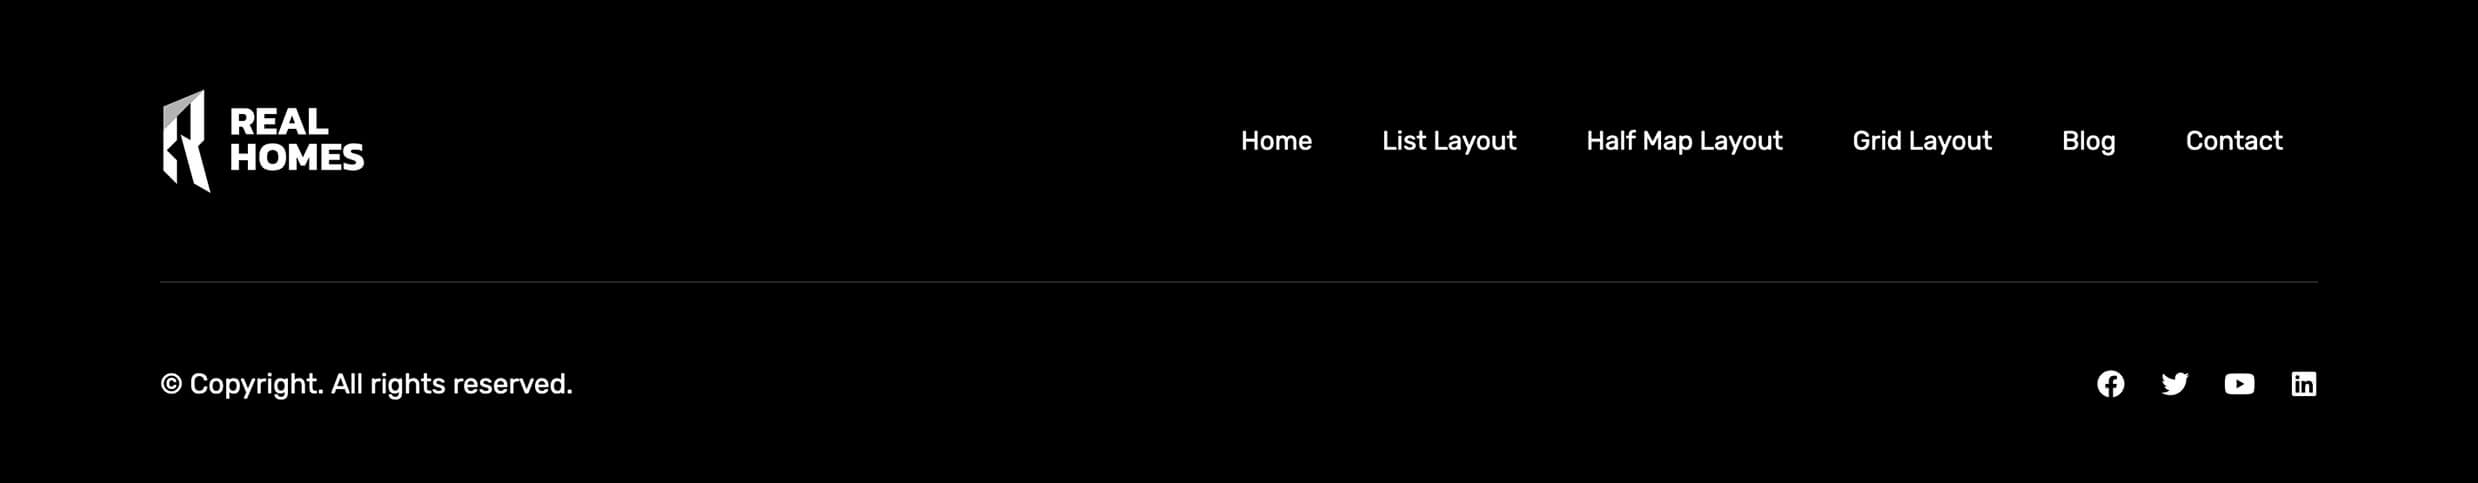 REAL
HOMES
Home List Layout Half Map Layout Grid Layout Blog Contact
© Copyright. All rights reserved.